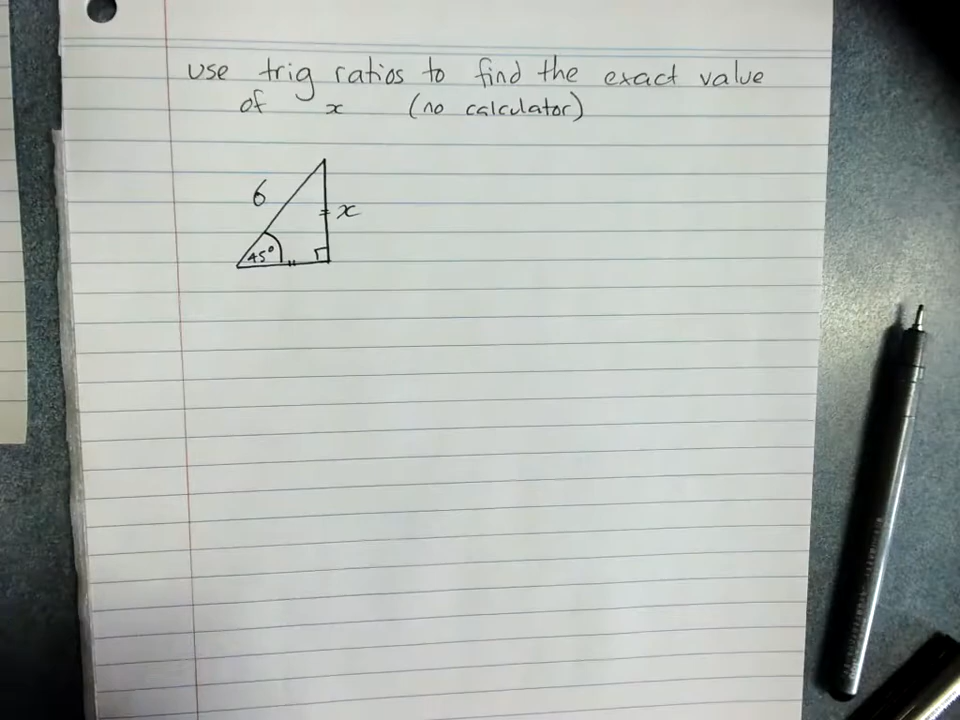 use trig ratios to find the exact value
of x (no calculator)
6
x
45°